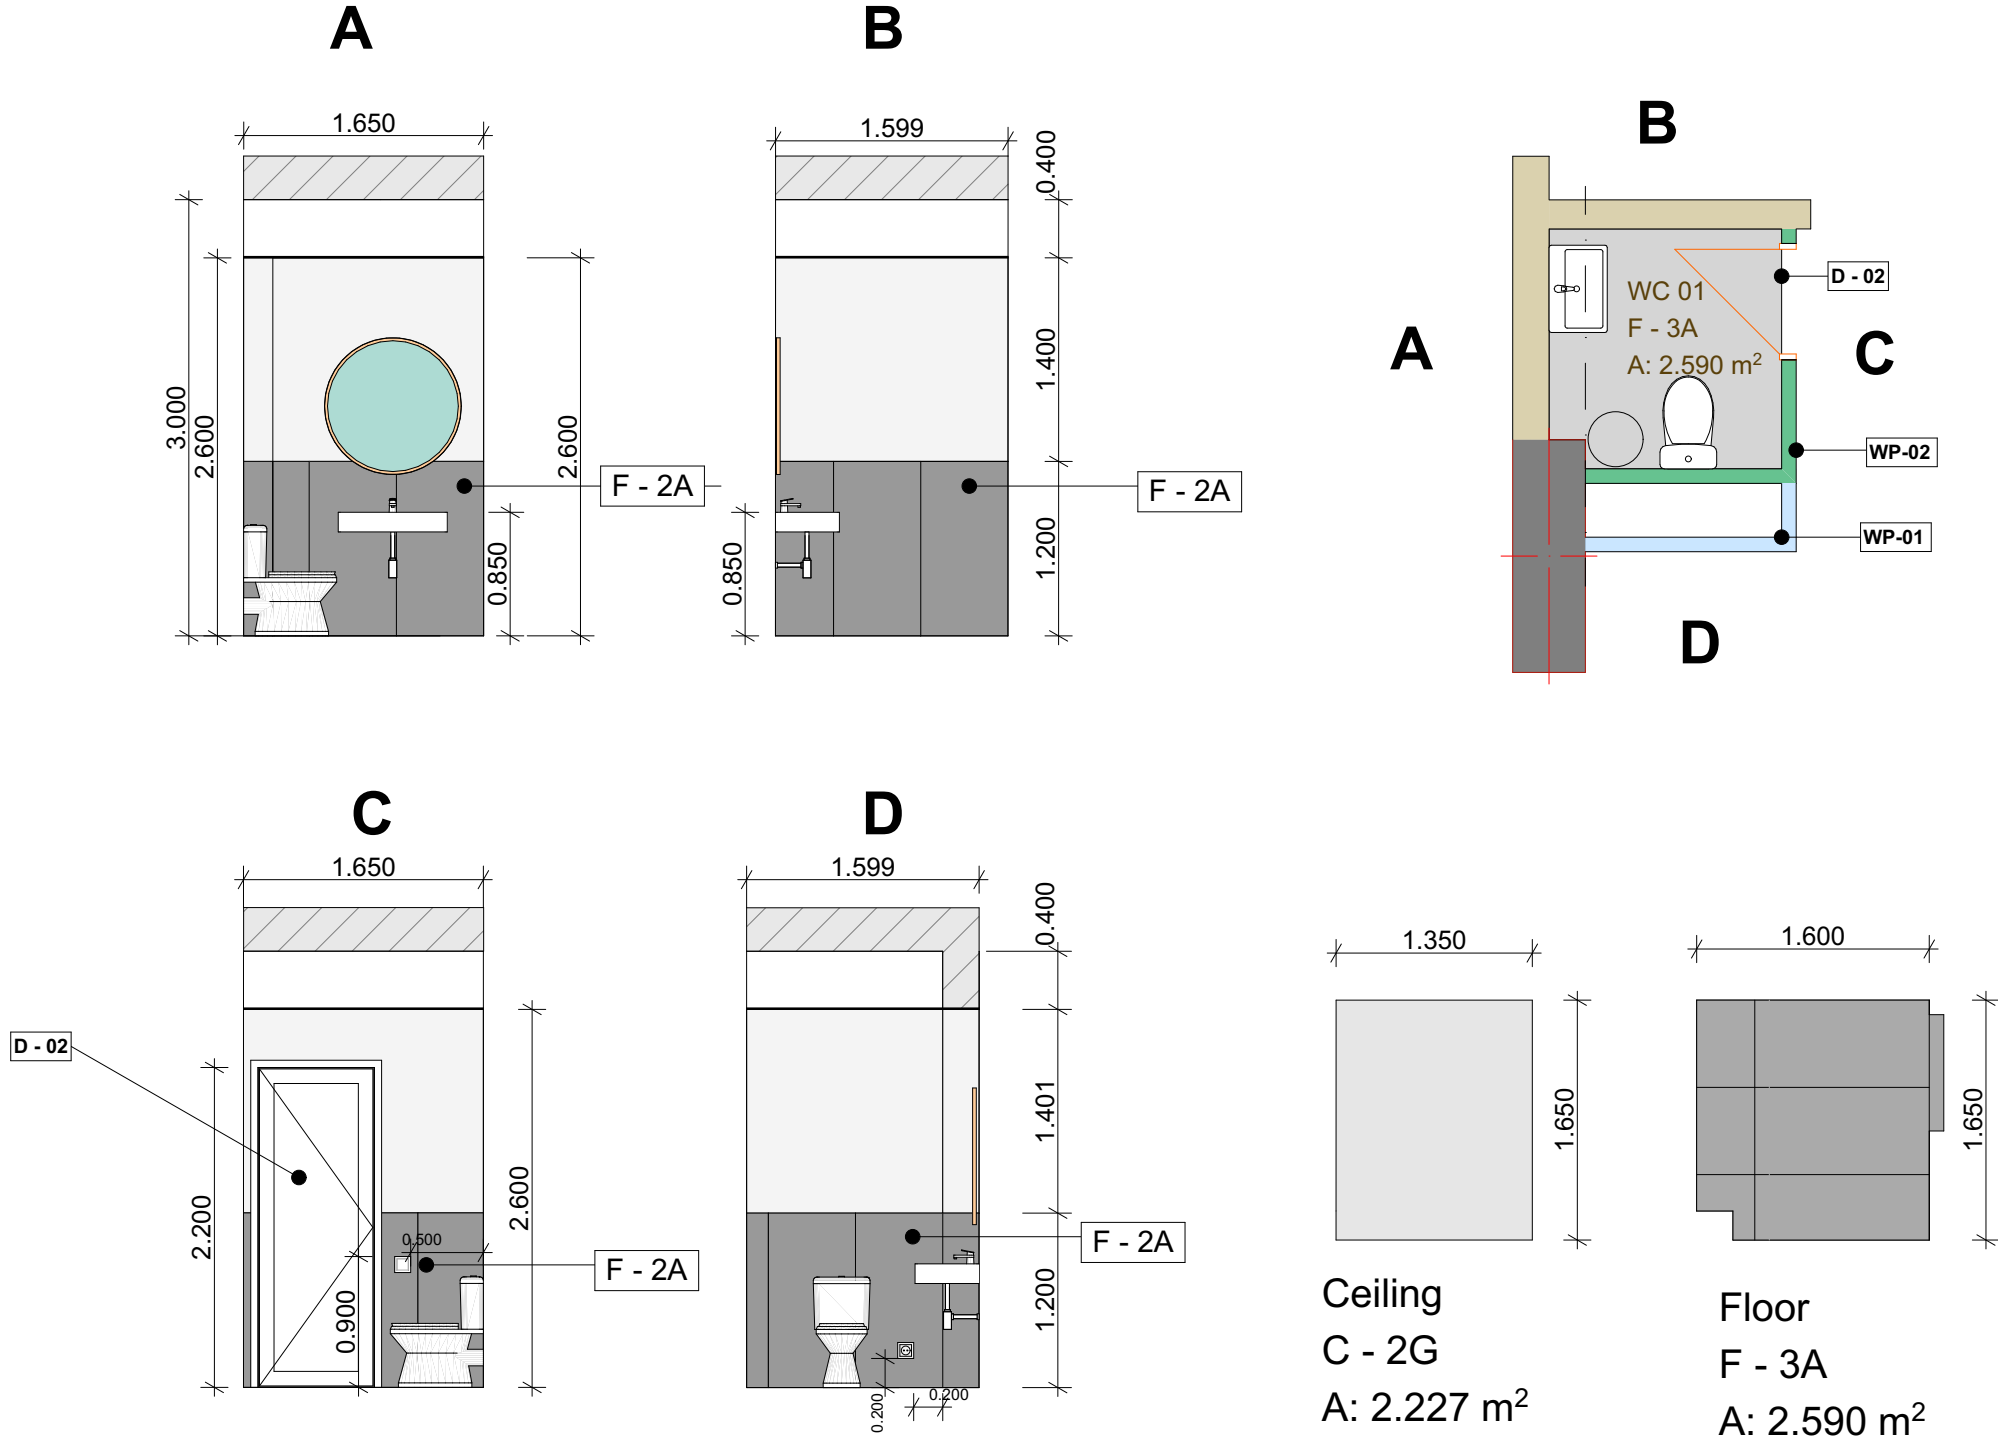 A
1.650
3.000
2.600
2.600
0.850
F - 2A
B
1.599
0.400
1.400
1.200
0.850
F - 2A
B
A
C
D
WC 01
F - 3A
A: 2.590 m²
D - 02
WP-02
WP-01
C
1.650
D - 02
2.200
0.900
0.500
2.600
F - 2A
D
1.599
0.400
1.401
1.200
F - 2A
0.200
0.200
1.350
1.650
Ceiling
C - 2G
A: 2.227 m²
1.600
1.650
Floor
F - 3A
A: 2.590 m²